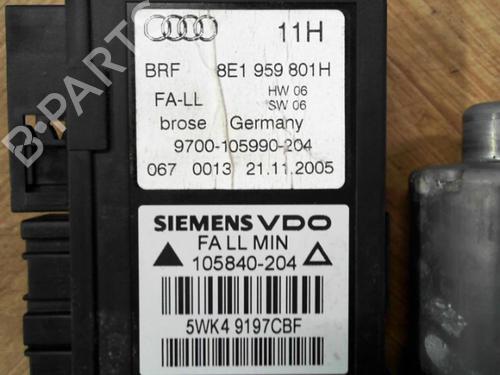 11H
BRF 8E1 959 801H
FA-LL HW 06
SW 06
brose Germany
9700-105990-204
067 0013 21.11.2005
SIEMENS VDO
FA LL MIN
105840-204
5WK4 9197CBF
B-PARTS